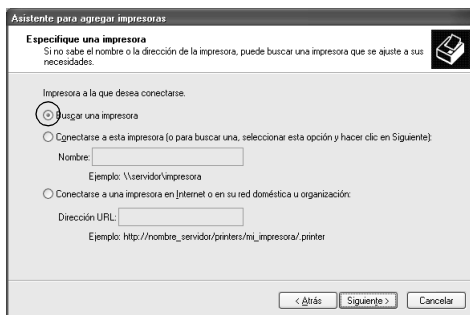 Asistente para agregar impresoras
Especifique una impresora
Si no sabe el nombre o la dirección de la impresora, puede buscar una impresora que se ajuste a sus
necesidades.
Impresora a la que desea conectarse.
Buscar una impresora
Conectarse a esta impresora (o para buscar una, seleccionar esta opción y hacer clic en Siguiente):
Nombre:
Ejemplo: \\servidor\impresora
Conectarse a una impresora en Internet o en su red doméstica u organización:
Dirección URL:
Ejemplo: http://nombre_servidor/printers/mi_impresora/.printer
< Atrás Siguiente > Cancelar